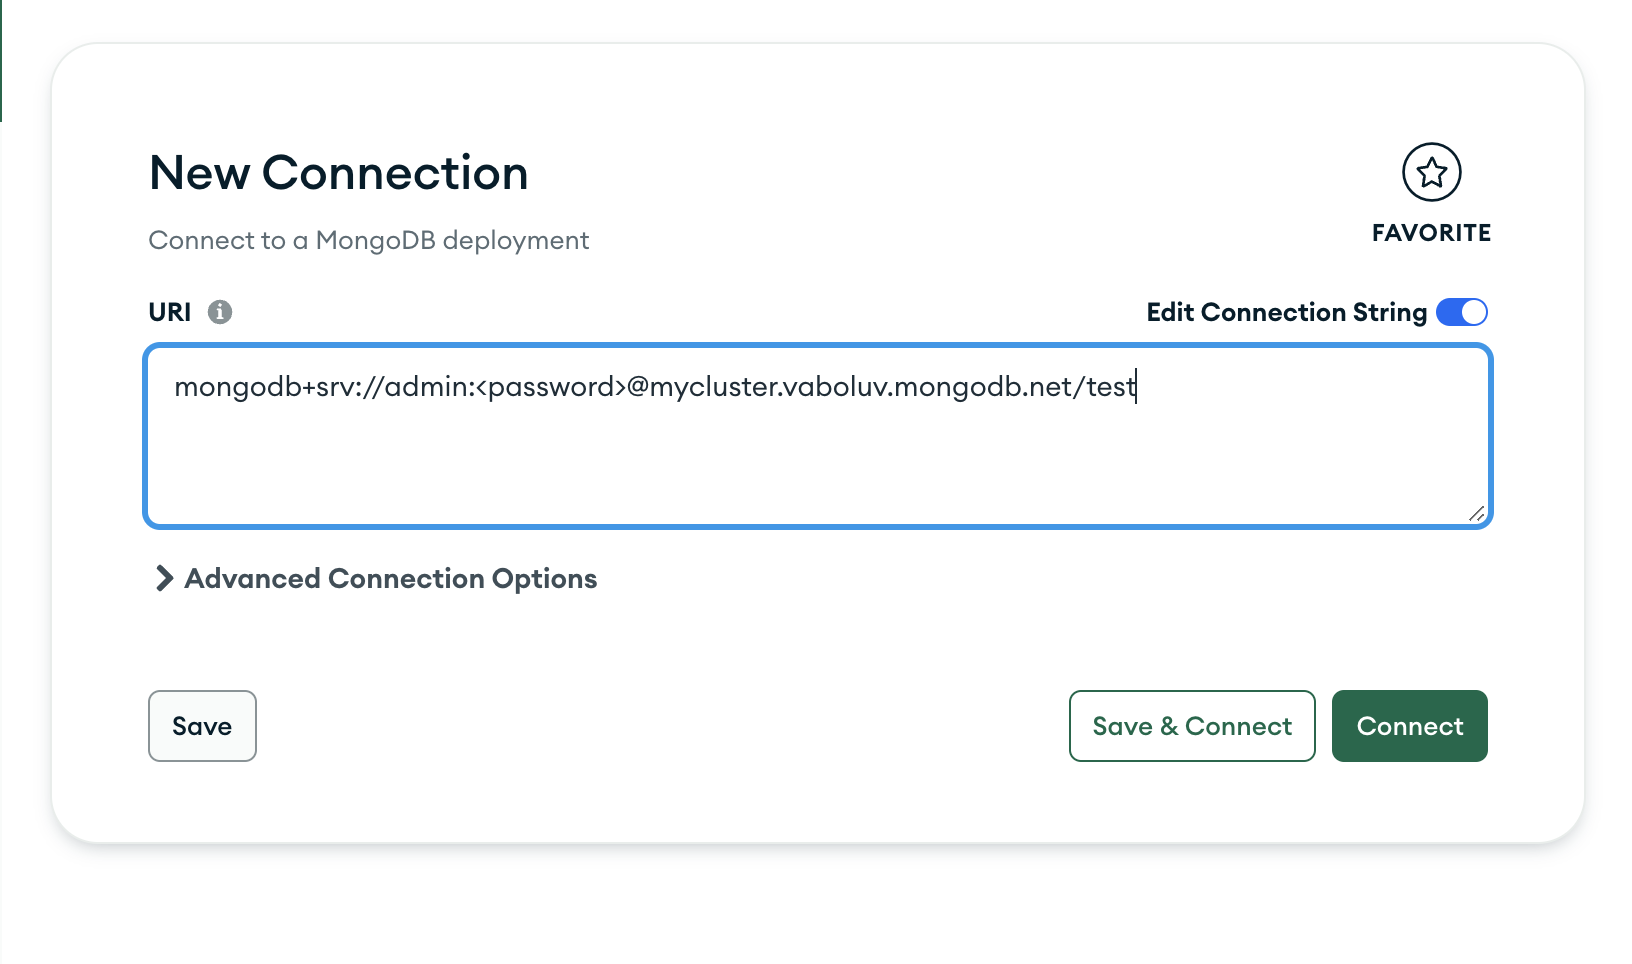 New Connection
FAVORITE
Connect to a MongoDB deployment
URI
Edit Connection String
mongodb+srv://admin:<password>@mycluster.vaboluv.mongodb.net/test
Advanced Connection Options
Save
Save & Connect
Connect